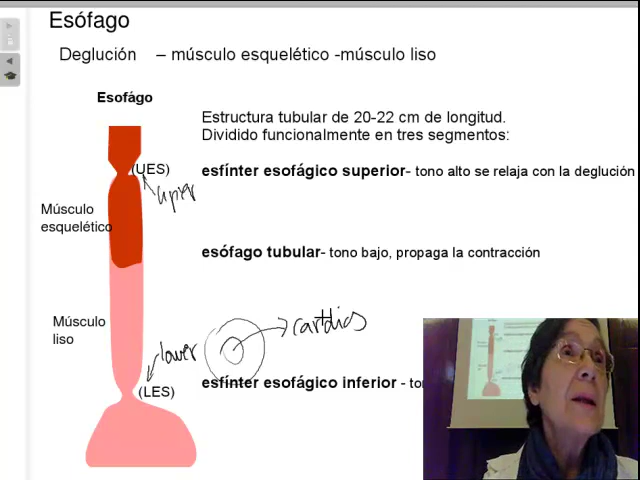 Esófago
Deglución – músculo esquelético -músculo liso
Esofágo
Estructura tubular de 20-22 cm de longitud.
Dividido funcionalmente en tres segmentos:
(UES)
esfínter esofágico superior- tono alto se relaja con la deglución
upper
Músculo
esquelético
esófago tubular- tono bajo, propaga la contracción
Músculo
liso
cardias
lower
(LES)
esfínter esofágico inferior - to